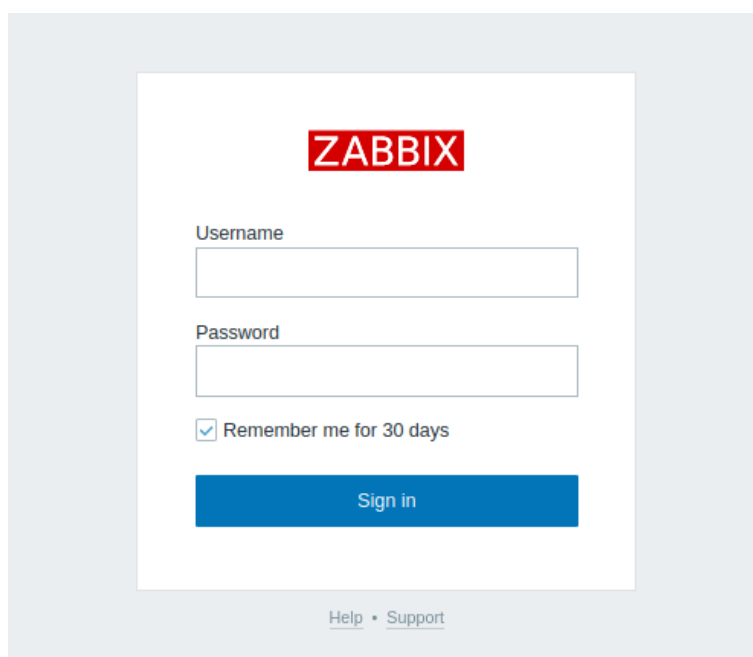 ZABBIX
Username
Password
Remember me for 30 days
Sign in
Help • Support